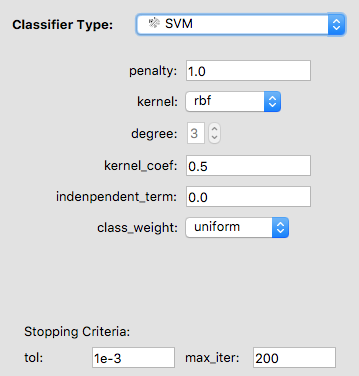 Classifier Type: SVM
penalty: 1.0
kernel: rbf
degree: 3
kernel_coef: 0.5
indenpendent_term: 0.0
class_weight: uniform
Stopping Criteria:
tol: 1e-3 max_iter: 200